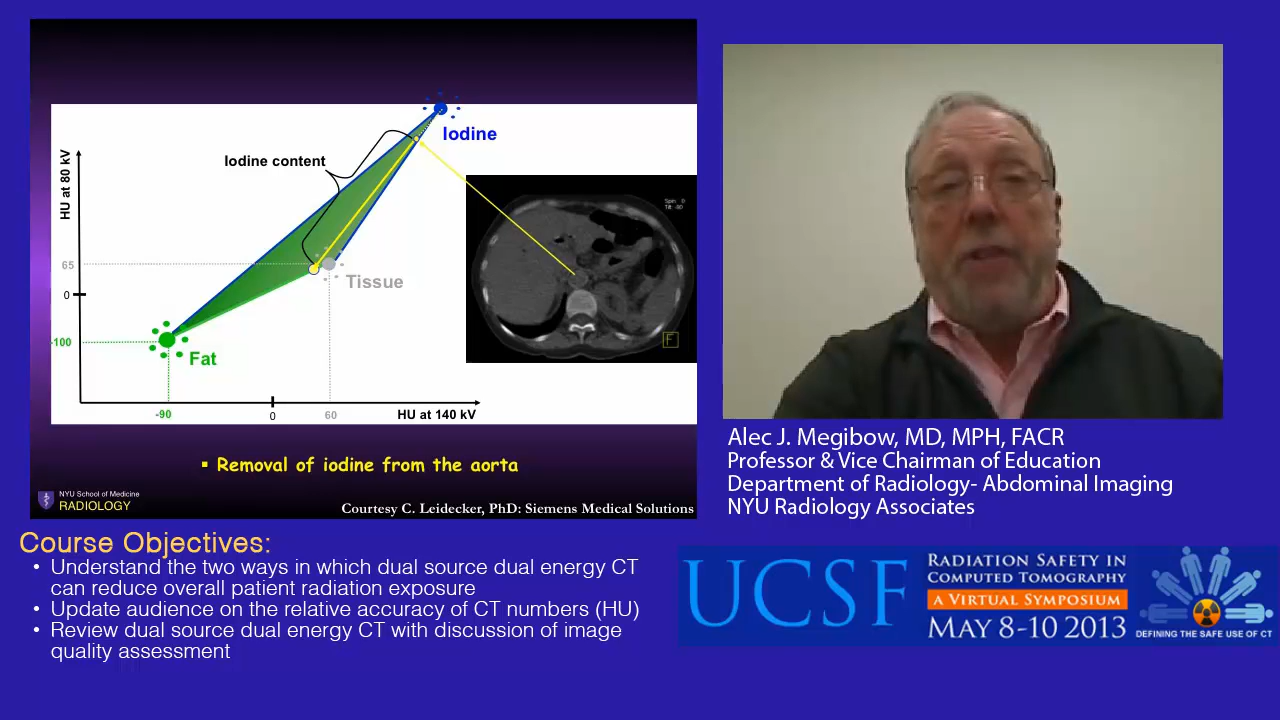 Iodine
Iodine content
HU at 80 kV
65
Tissue
0
-100
Fat
-90
0
60
HU at 140 kV
F
▪ Removal of iodine from the aorta
NYU School of Medicine
RADIOLOGY
Courtesy C. Leidecker, PhD: Siemens Medical Solutions
Alec J. Megibow, MD, MPH, FACR
Professor & Vice Chairman of Education
Department of Radiology- Abdominal Imaging
NYU Radiology Associates
Course Objectives:
• Understand the two ways in which dual source dual energy CT
can reduce overall patient radiation exposure
• Update audience on the relative accuracy of CT numbers (HU)
• Review dual source dual energy CT with discussion of image
quality assessment
UCSF
RADIATION SAFETY IN
COMPUTED TOMOGRAPHY
A VIRTUAL SYMPOSIUM
MAY 8-10 2013
DEFINING THE SAFE USE OF CT